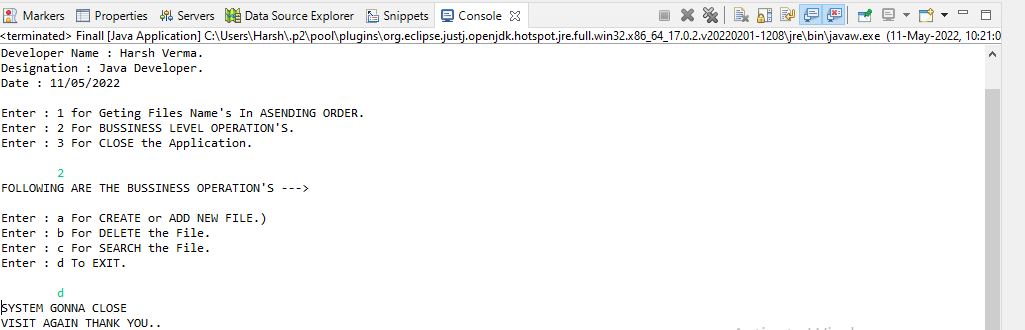 Markers Properties Servers Data Source Explorer Snippets Console
<terminated> Finall [Java Application] C:\Users\Harsh\.p2\pool\plugins\org.eclipse.justj.openjdk.hotspot.jre.full.win32.x86_64_17.0.2.v20220201-1208\jre\bin\javaw.exe (11-May-2022, 10:21:0
Developer Name : Harsh Verma.
Designation : Java Developer.
Date : 11/05/2022
Enter : 1 for Geting Files Name's In ASENDING ORDER.
Enter : 2 For BUSSINESS LEVEL OPERATION'S.
Enter : 3 For CLOSE the Application.
2
FOLLOWING ARE THE BUSSINESS OPERATION'S --->
Enter : a For CREATE or ADD NEW FILE.)
Enter : b For DELETE the File.
Enter : c For SEARCH the File.
Enter : d To EXIT.
d
SYSTEM GONNA CLOSE
VISIT AGAIN THANK YOU..